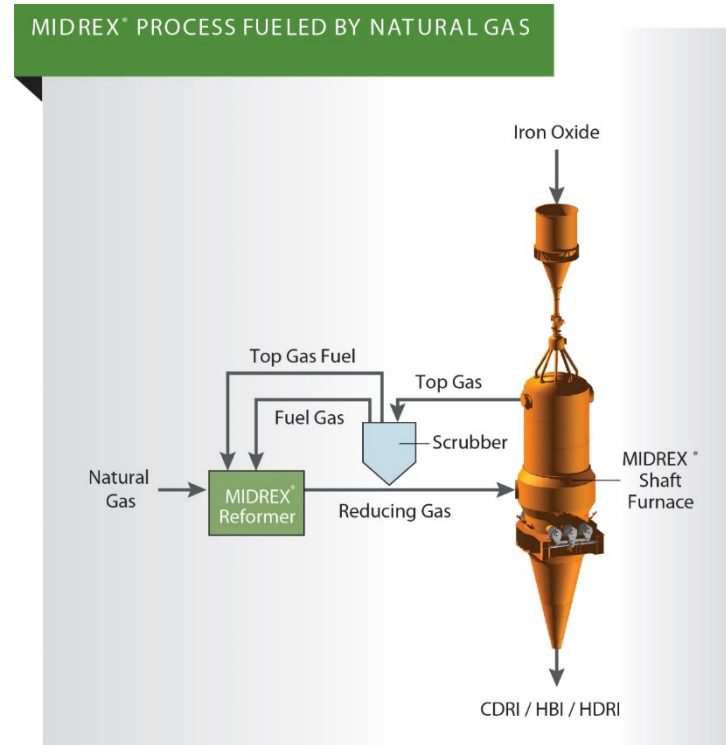 MIDREX® PROCESS FUELED BY NATURAL GAS
Iron Oxide
Top Gas Fuel
Top Gas
Fuel Gas
Scrubber
Natural
Gas
MIDREX®
Reformer
Reducing Gas
MIDREX®
Shaft
Furnace
CDRI / HBI / HDRI